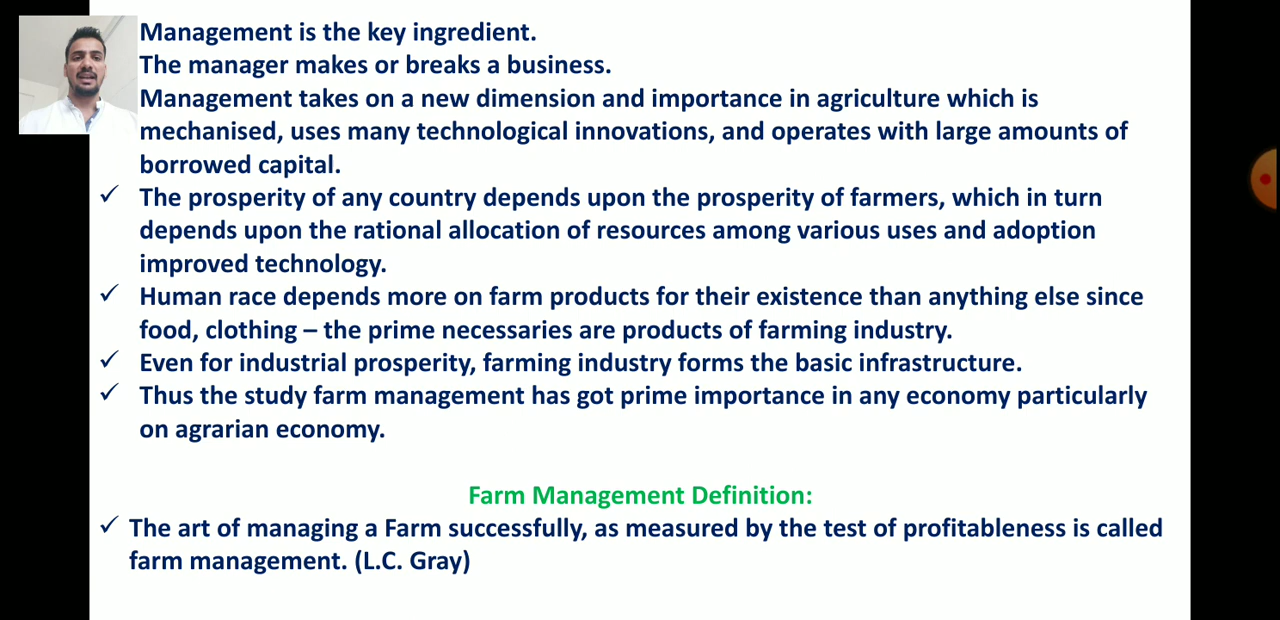 Management is the key ingredient.
The manager makes or breaks a business.
Management takes on a new dimension and importance in agriculture which is
mechanised, uses many technological innovations, and operates with large amounts of
borrowed capital.
✓ The prosperity of any country depends upon the prosperity of farmers, which in turn
depends upon the rational allocation of resources among various uses and adoption
improved technology.
✓ Human race depends more on farm products for their existence than anything else since
food, clothing – the prime necessaries are products of farming industry.
✓ Even for industrial prosperity, farming industry forms the basic infrastructure.
✓ Thus the study farm management has got prime importance in any economy particularly
on agrarian economy.
Farm Management Definition:
✓ The art of managing a Farm successfully, as measured by the test of profitableness is called
farm management. (L.C. Gray)